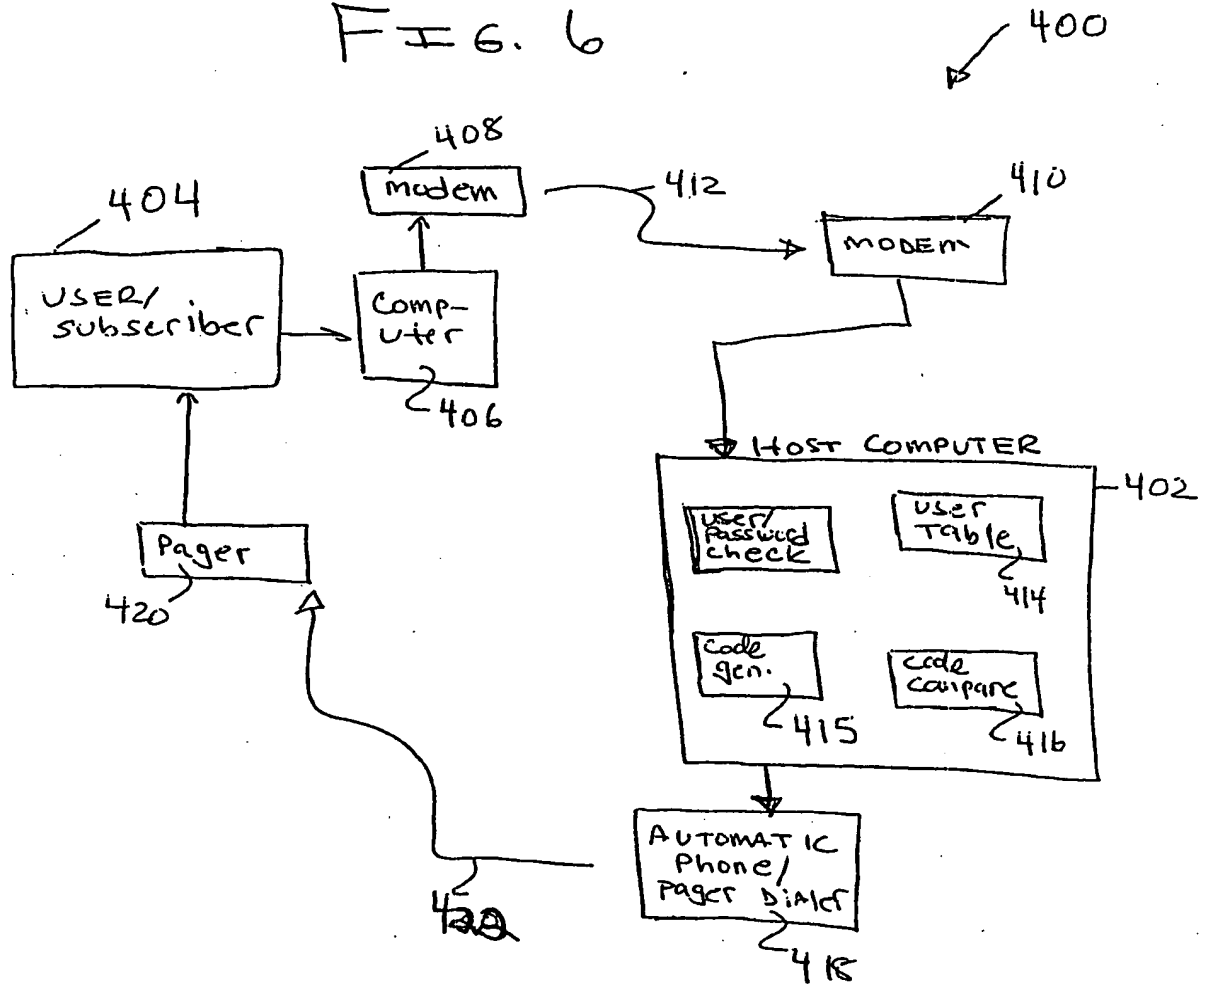 FIG. 6
400
408
modem
412
410
MODEM
404
USER/
subscriber
Comp-
uter
406
HOST COMPUTER
402
user/
Password
check
user
Table
414
Pager
420
code
gen.
415
code
compare
416
AUTOMATIC
Phone/
pager Dialer
418